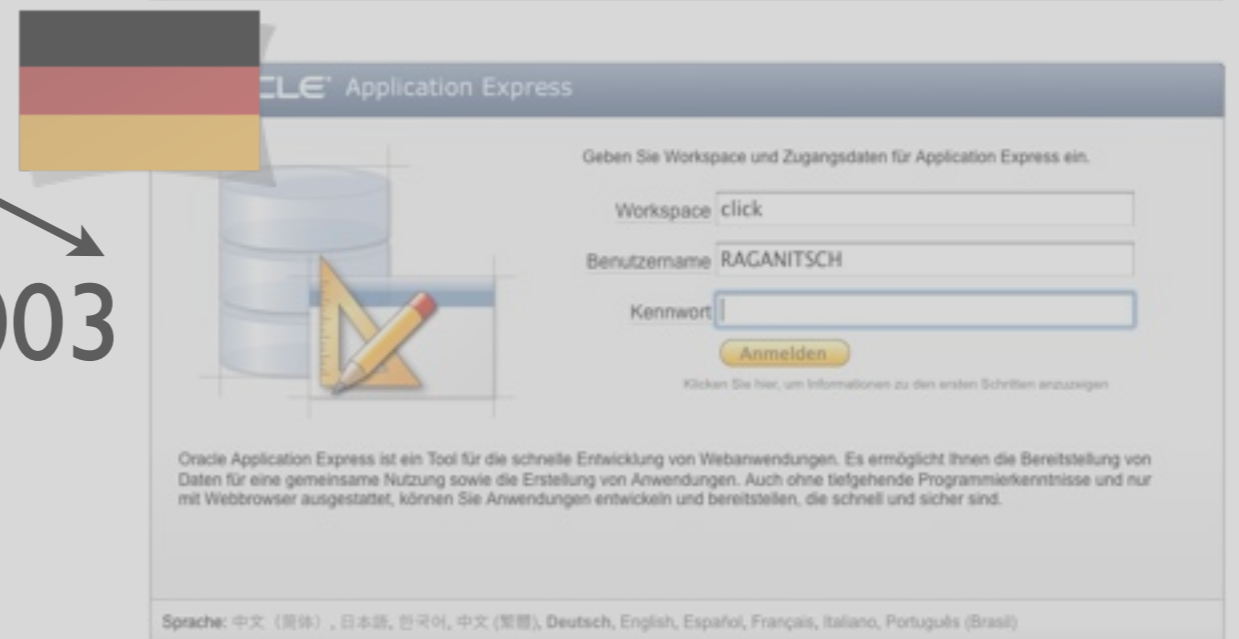 CLE Application Express
Geben Sie Workspace und Zugangsdaten für Application Express ein.
Workspace click
Benutzername RAGANITSCH
003
Kennwort
Anmelden
Klicken Sie hier, um Informationen zu den ersten Schritten anzuzeigen
Oracle Application Express ist ein Tool für die schnelle Entwicklung von Webanwendungen. Es ermöglicht Ihnen die Bereitstellung von
Daten für eine gemeinsame Nutzung sowie die Erstellung von Anwendungen. Auch ohne tiefgehende Programmierkenntnisse und nur
mit Webbrowser ausgestattet, können Sie Anwendungen entwickeln und bereitstellen, die schnell und sicher sind.
Sprache: 中文 (简体) , 日本語, 한국어, 中文 (繁體), Deutsch, English, Español, Français, Italiano, Português (Brasil)